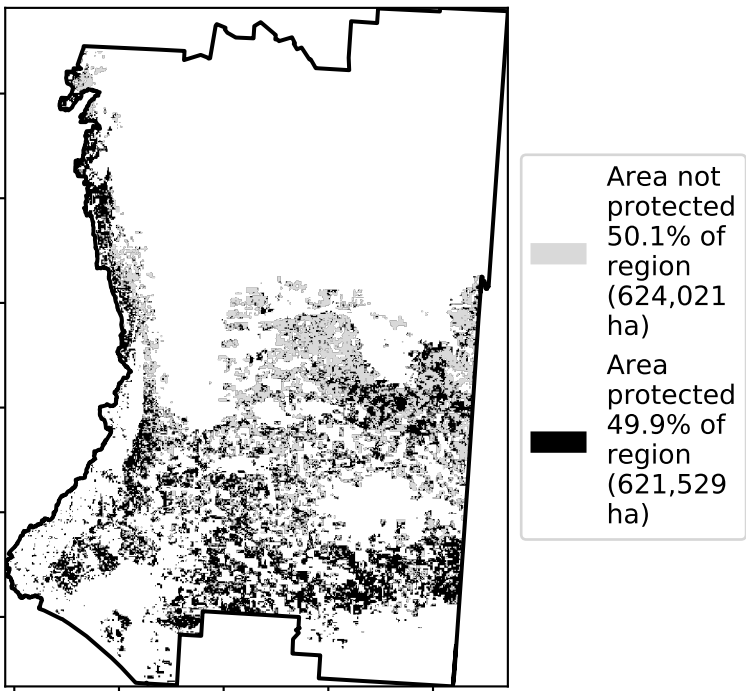 Area not
protected
50.1% of
region
(624,021
ha)
Area
protected
49.9% of
region
(621,529
ha)